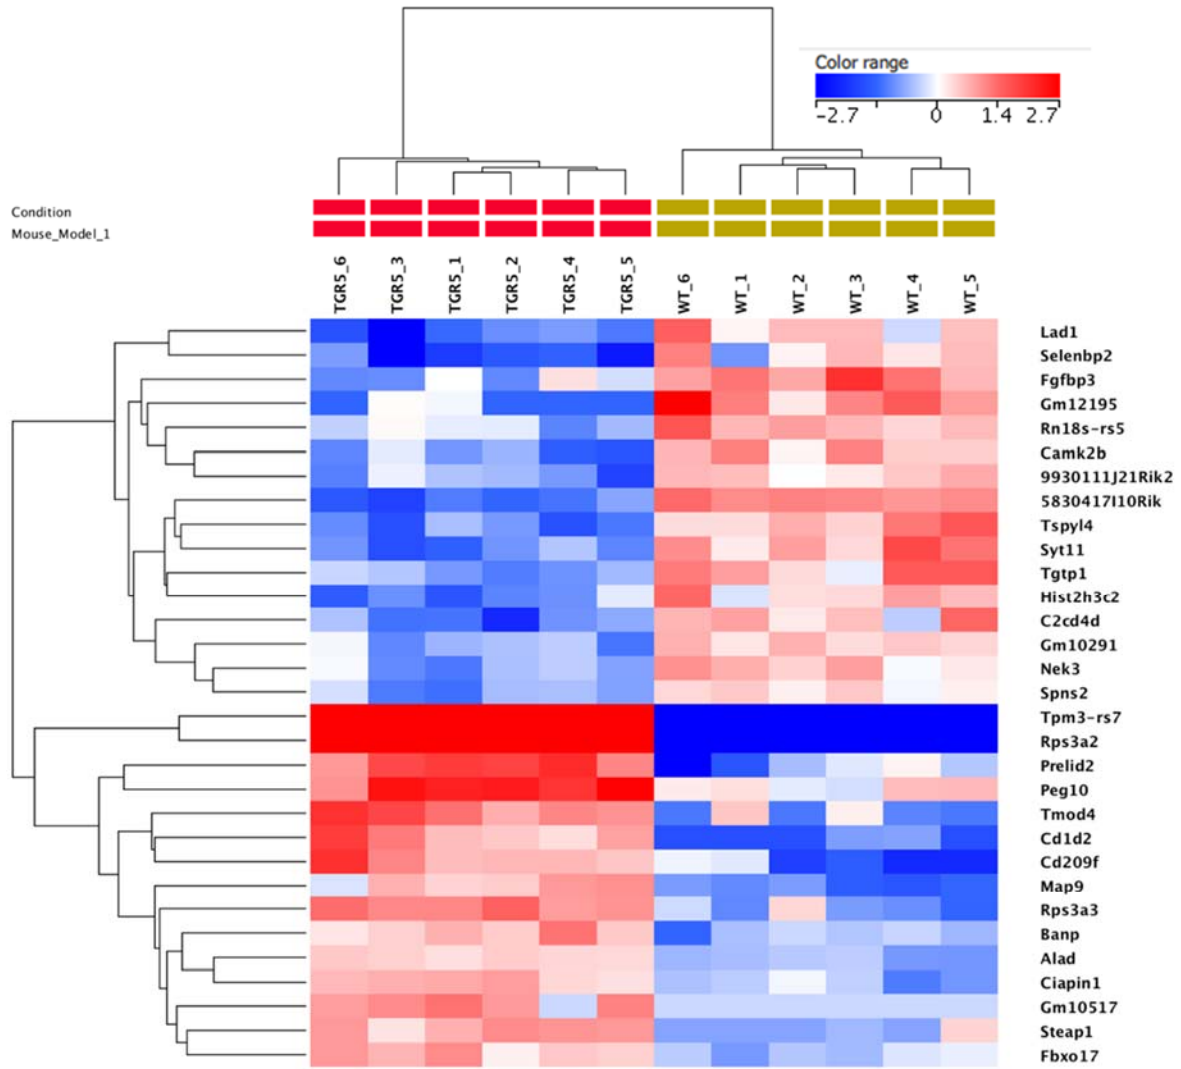 Color range
-2.7 0 1.4 2.7
Condition
Mouse_Model_1
TGR5_6 TGR5_3 TGR5_1 TGR5_2 TGR5_4 TGR5_5 WT_6 WT_1 WT_2 WT_3 WT_4 WT_5
Lad1
Selenbp2
Fgfbp3
Gm12195
Rn18s-rs5
Camk2b
9930111J21Rik2
5830417I10Rik
Tspyl4
Syt11
Tgtp1
Hist2h3c2
C2cd4d
Gm10291
Nek3
Spns2
Tpm3-rs7
Rps3a2
Prelid2
Peg10
Tmod4
Cd1d2
Cd209f
Map9
Rps3a3
Banp
Alad
Ciapin1
Gm10517
Steap1
Fbxo17